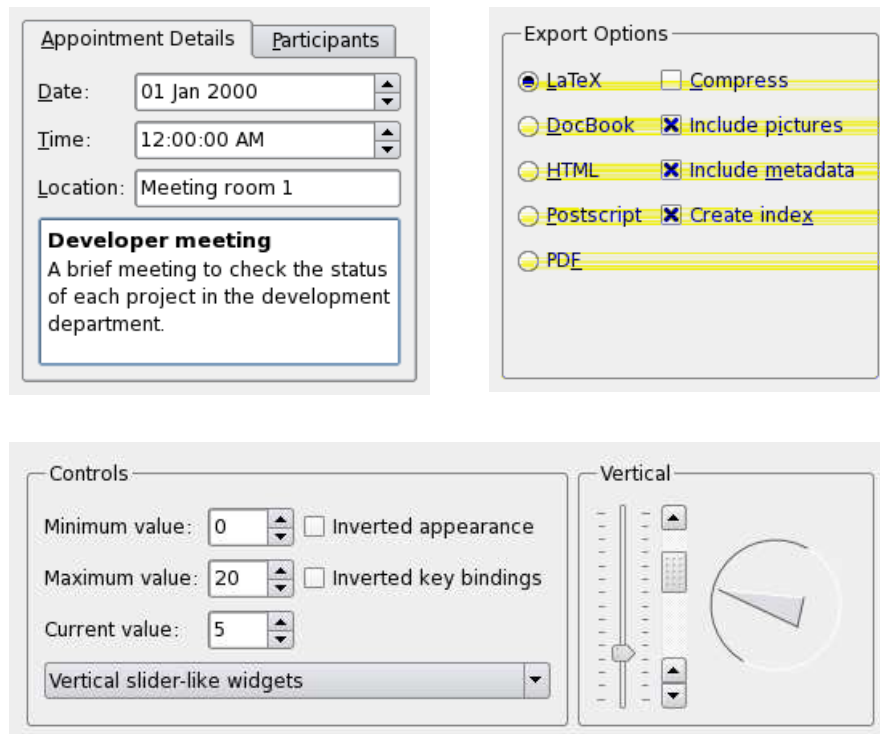 Appointment Details
Participants
Date:
01 Jan 2000
Time:
12:00:00 AM
Location:
Meeting room 1
Developer meeting
A brief meeting to check the status
of each project in the development
department.
Export Options
LaTeX
Compress
DocBook
Include pictures
HTML
Include metadata
Postscript
Create index
PDF
Controls
Minimum value:
0
Inverted appearance
Maximum value:
20
Inverted key bindings
Current value:
5
Vertical slider-like widgets
Vertical